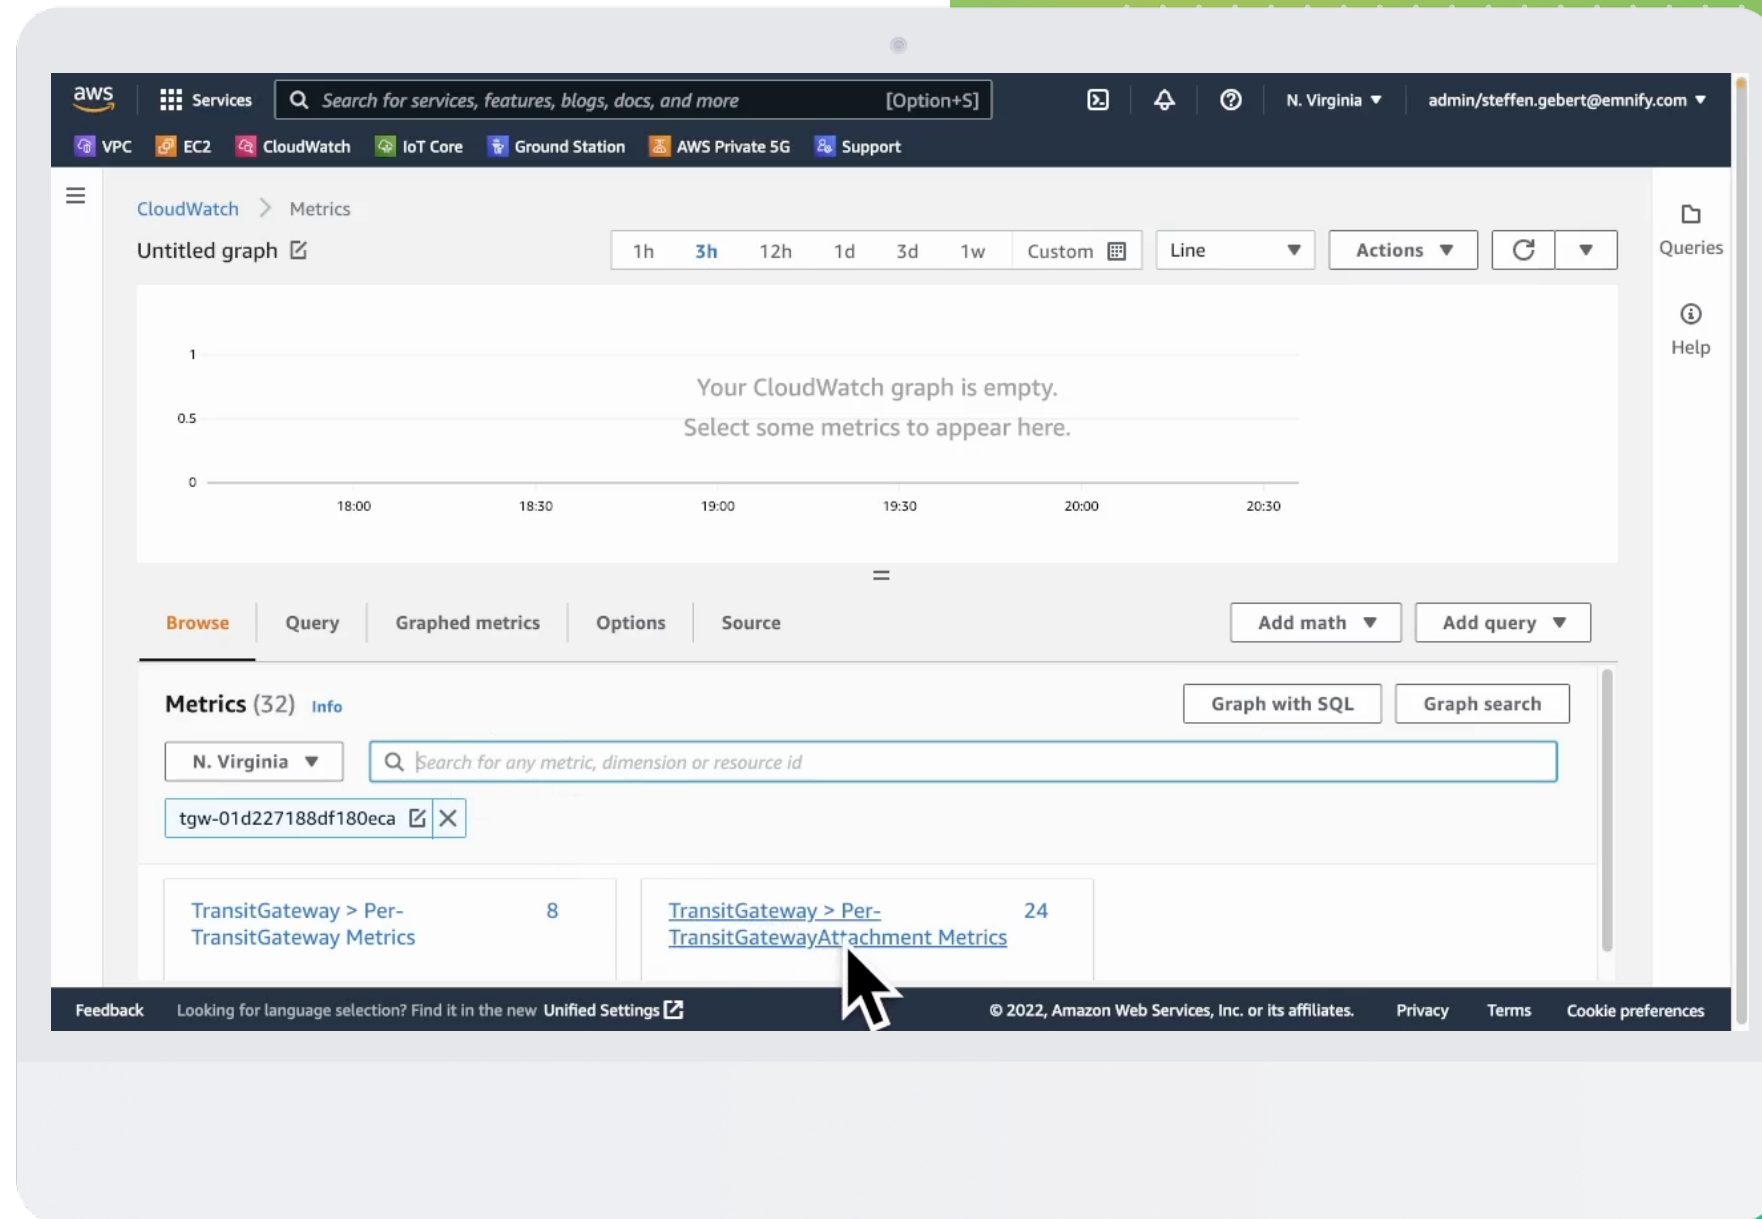 aws
Services
Search for services, features, blogs, docs, and more
[Option+S]
N. Virginia
admin/steffen.gebert@emnify.com
VPC
EC2
CloudWatch
IoT Core
Ground Station
AWS Private 5G
Support
CloudWatch
Metrics
Untitled graph
1h
3h
12h
1d
3d
1w
Custom
Line
Actions
Queries
Help
1
0.5
0
Your CloudWatch graph is empty.
Select some metrics to appear here.
18:00
18:30
19:00
19:30
20:00
20:30
Browse
Query
Graphed metrics
Options
Source
Add math
Add query
Metrics (32) Info
Graph with SQL
Graph search
N. Virginia
Search for any metric, dimension or resource id
tgw-01d227188df180eca
TransitGateway > Per-
TransitGateway Metrics
8
TransitGateway > Per-
TransitGatewayAttachment Metrics
24
Feedback
Looking for language selection? Find it in the new Unified Settings
© 2022, Amazon Web Services, Inc. or its affiliates.
Privacy
Terms
Cookie preferences